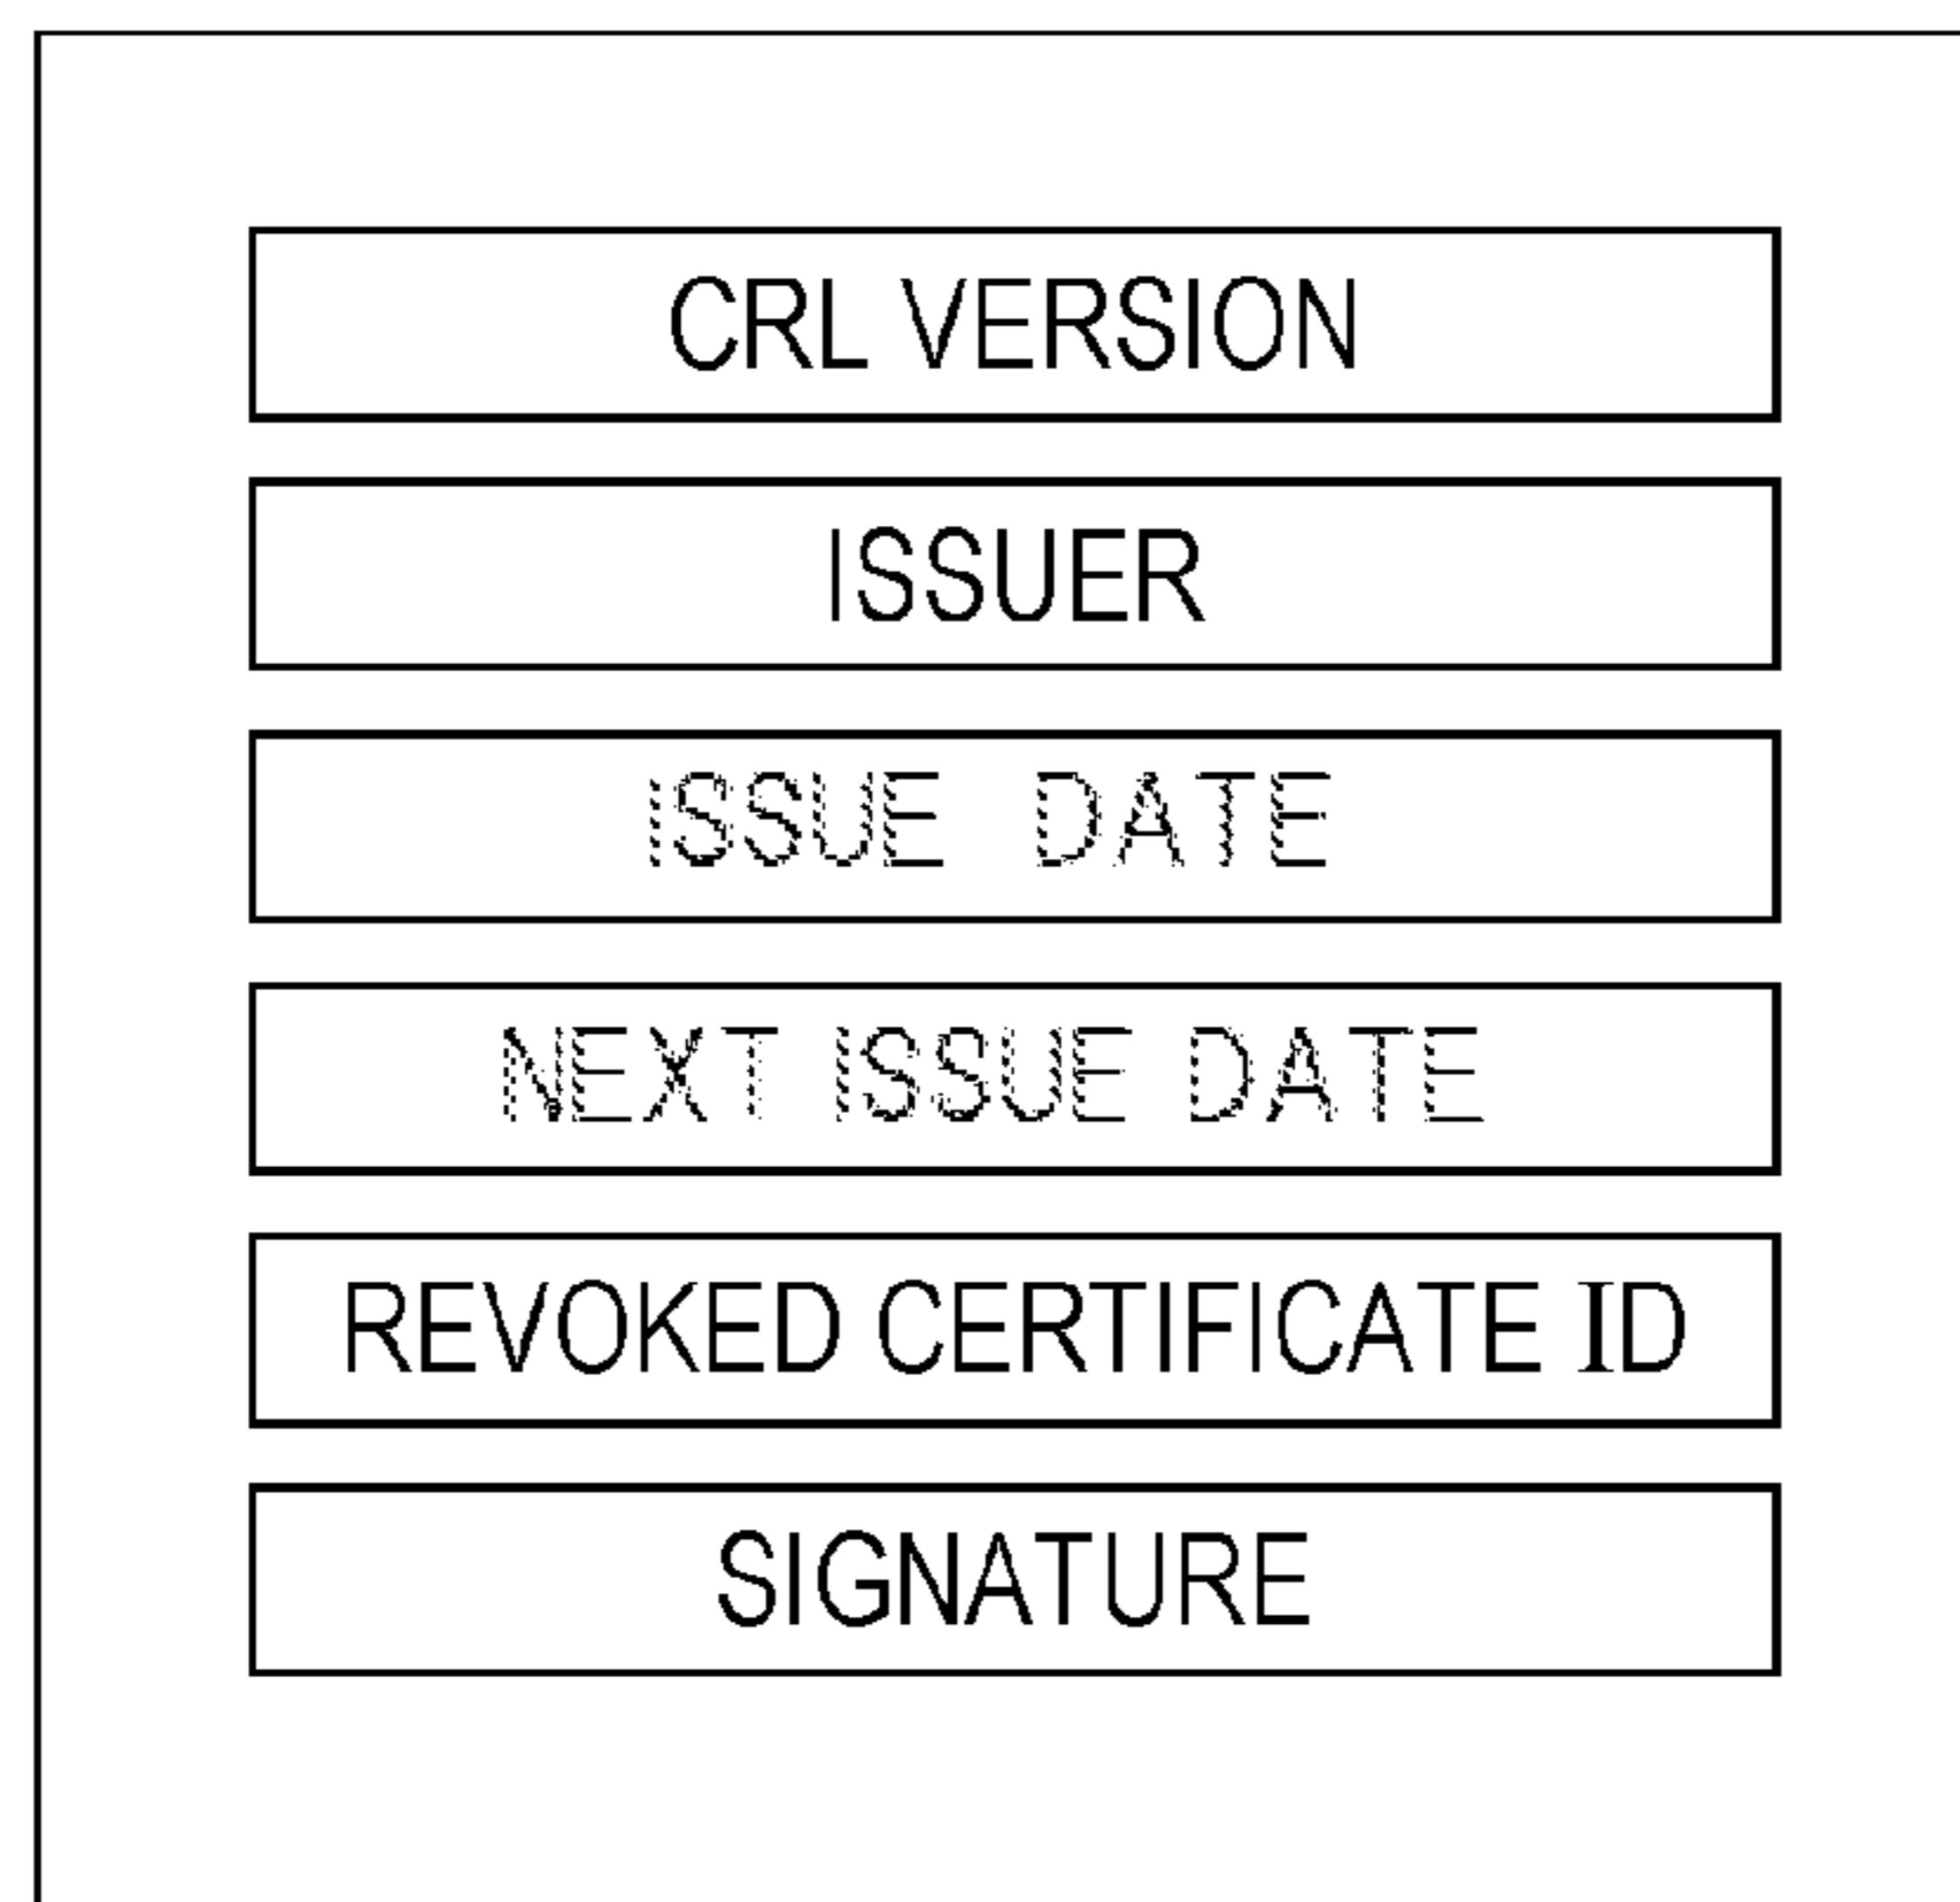 CRL VERSION
ISSUER
ISSUE DATE
NEXT ISSUE DATE
REVOKED CERTIFICATE ID
SIGNATURE